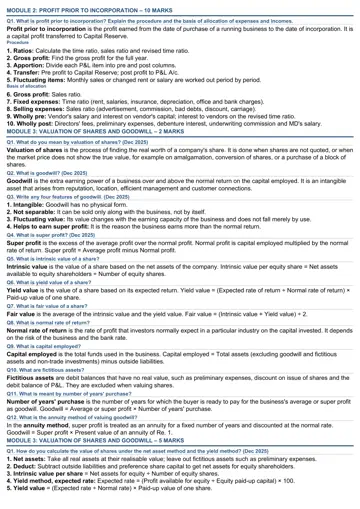 MODULE 2: PROFIT PRIOR TO INCORPORATION – 10 MARKS
Q1. What is profit prior to incorporation? Explain the procedure and the basis of allocation of expenses and incomes.
Profit prior to incorporation is the profit earned from the date of purchase of a running business to the date of incorporation. It is
a capital profit transferred to Capital Reserve.
Procedure
1. Ratios: Calculate the time ratio, sales ratio and revised time ratio.
2. Gross profit: Find the gross profit for the full year.
3. Apportion: Divide each P&L item into pre and post columns.
4. Transfer: Pre profit to Capital Reserve; post profit to P&L A/c.
5. Fluctuating items: Monthly sales or changed rent or salary are worked out period by period.
Basis of allocation
6. Gross profit: Sales ratio.
7. Fixed expenses: Time ratio (rent, salaries, insurance, depreciation, office and bank charges).
8. Selling expenses: Sales ratio (advertisement, commission, bad debts, discount, carriage).
9. Wholly pre: Vendor's salary and interest on vendor's capital; interest to vendors on the revised time ratio.
10. Wholly post: Directors' fees, preliminary expenses, debenture interest, underwriting commission and MD's salary.
MODULE 3: VALUATION OF SHARES AND GOODWILL – 2 MARKS
Q1. What do you mean by valuation of shares? (Dec 2025)
Valuation of shares is the process of finding the real worth of a company's share. It is done when shares are not quoted, or when
the market price does not show the true value, for example on amalgamation, conversion of shares, or a purchase of a block of
shares.
Q2. What is goodwill? (Dec 2025)
Goodwill is the extra earning power of a business over and above the normal return on the capital employed. It is an intangible
asset that arises from reputation, location, efficient management and customer connections.
Q3. Write any four features of goodwill. (Dec 2025)
1. Intangible: Goodwill has no physical form.
2. Not separable: It can be sold only along with the business, not by itself.
3. Fluctuating value: Its value changes with the earning capacity of the business and does not fall merely by use.
4. Helps to earn super profit: It is the reason the business earns more than the normal return.
Q4. What is super profit? (Dec 2025)
Super profit is the excess of the average profit over the normal profit. Normal profit is capital employed multiplied by the normal
rate of return. Super profit = Average profit minus Normal profit.
Q5. What is intrinsic value of a share?
Intrinsic value is the value of a share based on the net assets of the company. Intrinsic value per equity share = Net assets
available to equity shareholders ÷ Number of equity shares.
Q6. What is yield value of a share?
Yield value is the value of a share based on its expected return. Yield value = (Expected rate of return ÷ Normal rate of return) ×
Paid-up value of one share.
Q7. What is fair value of a share?
Fair value is the average of the intrinsic value and the yield value. Fair value = (Intrinsic value + Yield value) ÷ 2.
Q8. What is normal rate of return?
Normal rate of return is the rate of profit that investors normally expect in a particular industry on the capital invested. It depends
on the risk of the business and the bank rate.
Q9. What is capital employed?
Capital employed is the total funds used in the business. Capital employed = Total assets (excluding goodwill and fictitious
assets and non-trade investments) minus outside liabilities.
Q10. What are fictitious assets?
Fictitious assets are debit balances that have no real value, such as preliminary expenses, discount on issue of shares and the
debit balance of P&L. They are excluded when valuing shares.
Q11. What is meant by number of years' purchase?
Number of years' purchase is the number of years for which the buyer is ready to pay for the business's average or super profit
as goodwill. Goodwill = Average or super profit × Number of years' purchase.
Q12. What is the annuity method of valuing goodwill?
In the annuity method, super profit is treated as an annuity for a fixed number of years and discounted at the normal rate.
Goodwill = Super profit × Present value of an annuity of Re. 1.
MODULE 3: VALUATION OF SHARES AND GOODWILL – 5 MARKS
Q1. How do you calculate the value of shares under the net asset method and the yield method? (Dec 2025)
1. Net assets: Take all real assets at their realisable value; leave out fictitious assets such as preliminary expenses.
2. Deduct: Subtract outside liabilities and preference share capital to get net assets for equity shareholders.
3. Intrinsic value per share = Net assets for equity ÷ Number of equity shares.
4. Yield method, expected rate: Expected rate = (Profit available for equity ÷ Equity paid-up capital) × 100.
5. Yield value = (Expected rate ÷ Normal rate) × Paid-up value of one share.